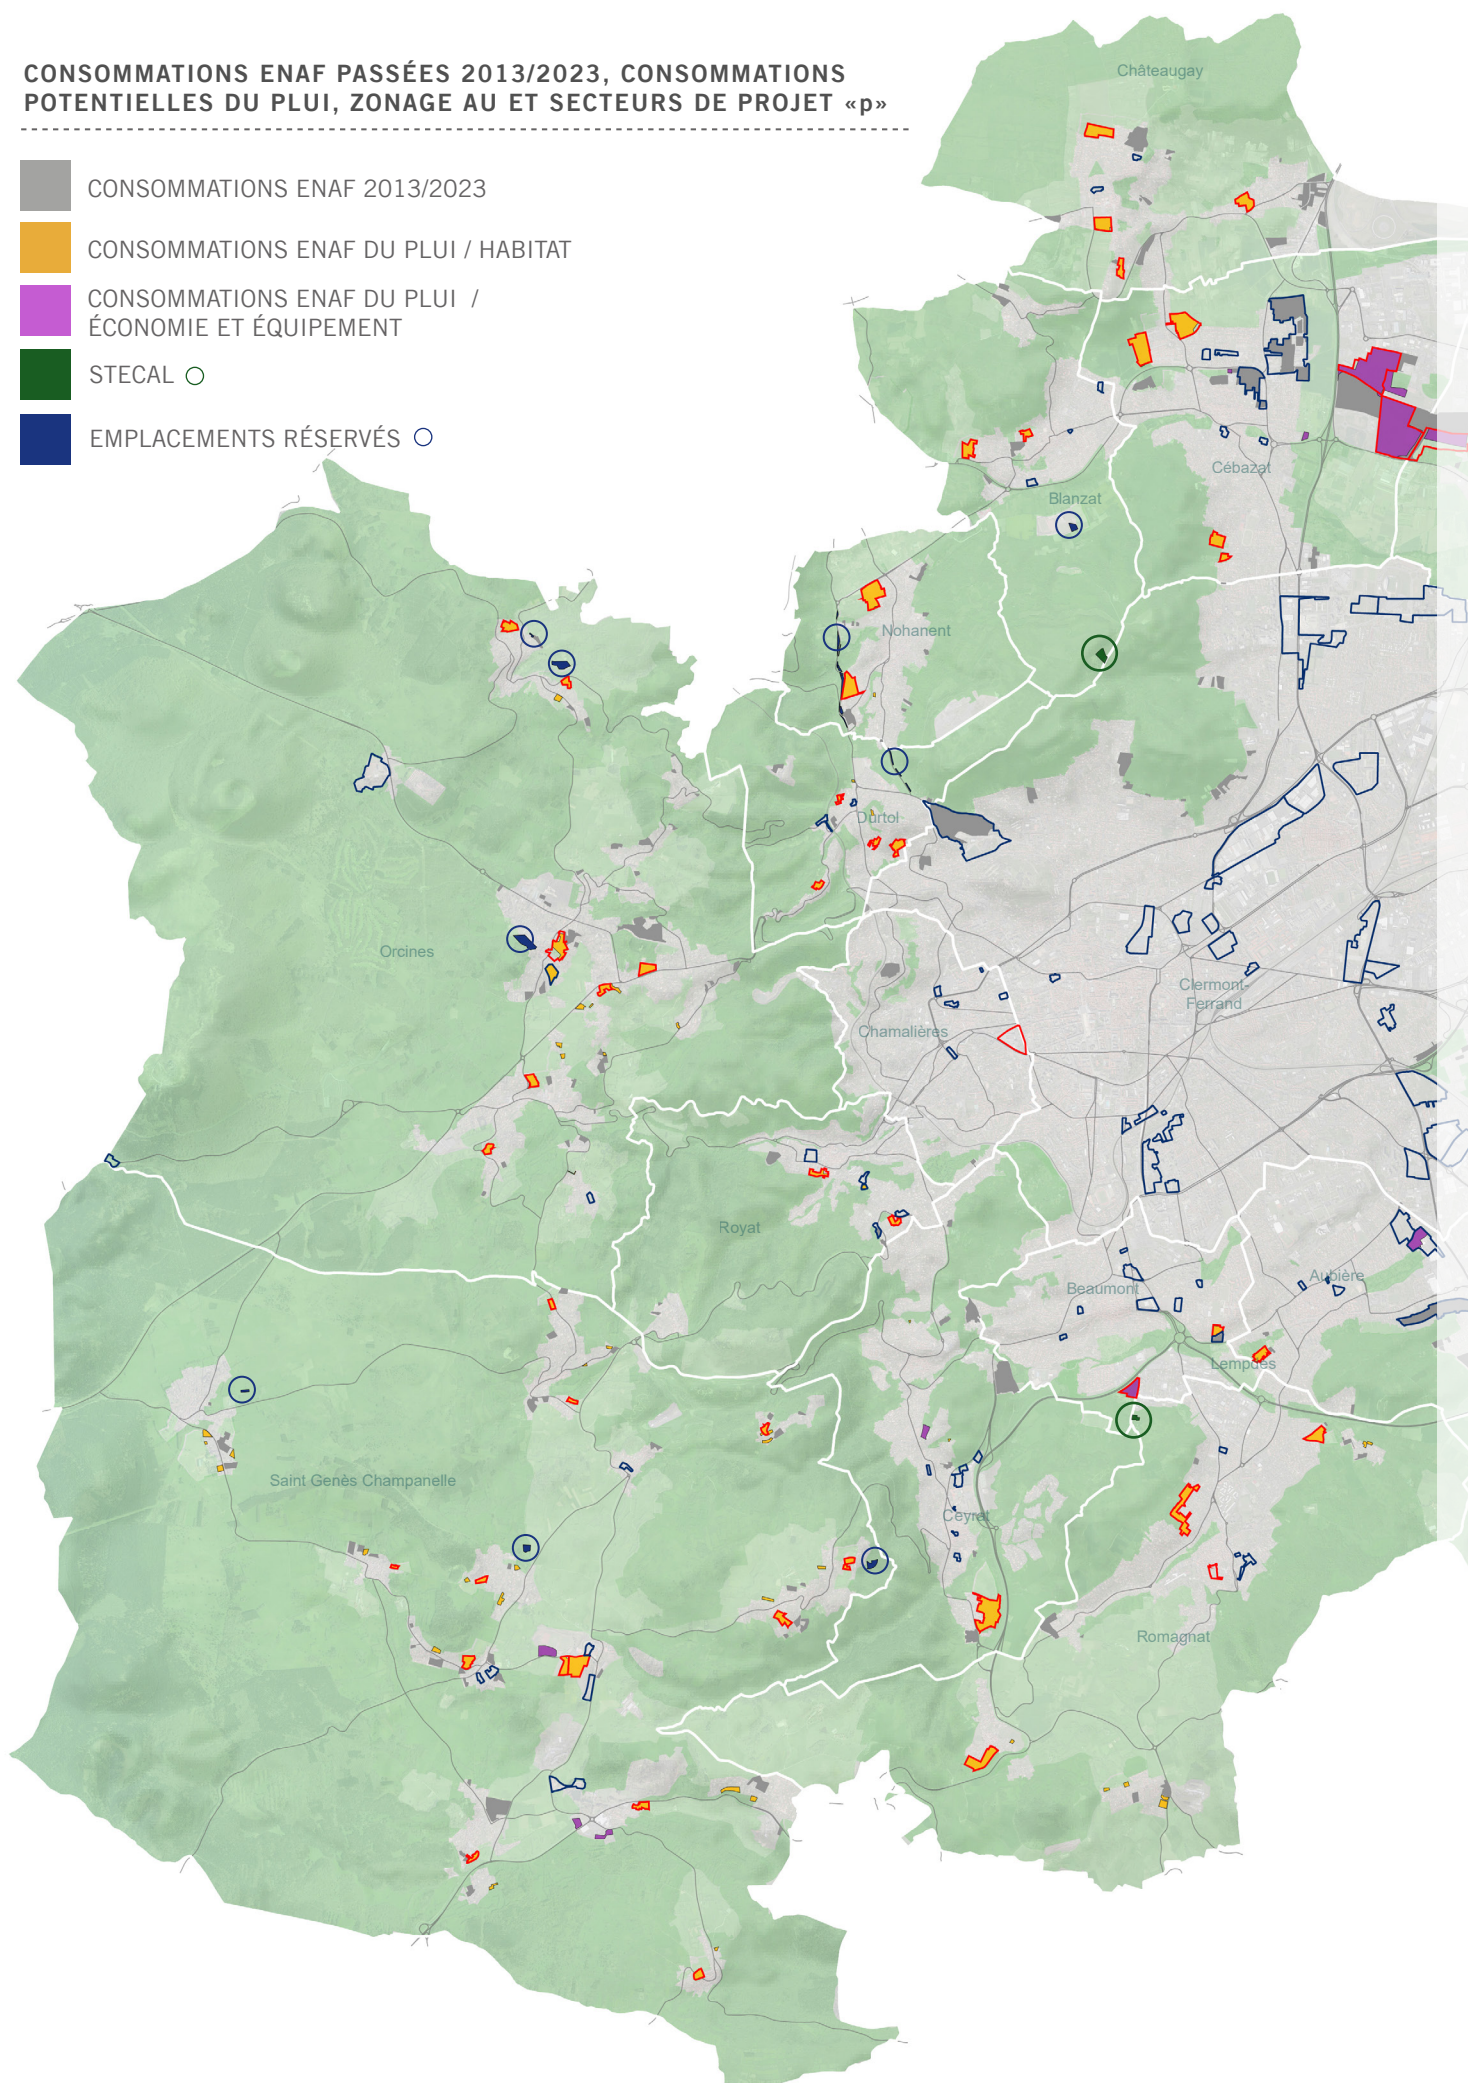 CONSOMMATIONS ENAF PASSÉES 2013/2023, CONSOMMATIONS
POTENTIELLES DU PLUI, ZONAGE AU ET SECTEURS DE PROJET «p»
CONSOMMATIONS ENAF 2013/2023
CONSOMMATIONS ENAF DU PLUI / HABITAT
CONSOMMATIONS ENAF DU PLUI /
ÉCONOMIE ET ÉQUIPEMENT
STECAL
EMPLACEMENTS RÉSERVÉS
Châteaugay
Cébazat
Blanzat
Nohanent
Durtol
Orcines
Clermont-
Ferrand
Chamalières
Royat
Aubière
Beaumont
Lempdes
Saint Genès Champanelle
Ceyrat
Romagnat